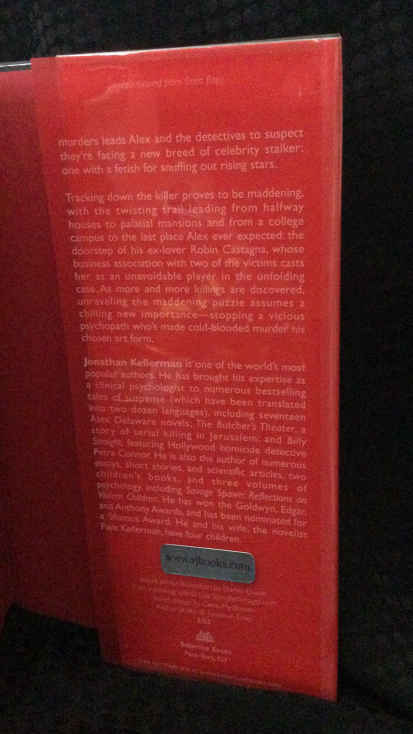 murders leads Alex and the detectives to suspect
they're facing a new breed of celebrity stalker:
one with a fetish for snuffing out rising stars.
Tracking down the killer proves to be maddening,
with the twisting trail leading from halfway
houses to palatial mansions and from a college
campus to the last place Alex ever expected: the
doorstep of his ex-lover Robin Castagna, whose
business association with two of the victims casts
her as an unavoidable player in the unfolding
case. As more and more killings are discovered,
unraveling the maddening puzzle assumes a
chilling new importance—stopping a vicious
psychopath who's made cold-blooded murder his
chosen art form.
Jonathan Kellerman is one of the world's most
popular authors. He has brought his expertise as
a clinical psychologist to numerous bestselling
tales of suspense (which have been translated
into two dozen languages), including seventeen
Alex Delaware novels; The Butcher's Theater, a
story of serial killing in Jerusalem; and Billy
Straight, featuring Hollywood homicide detective
Petra Connor. He is also the author of numerous
essays, short stories, and scientific articles, two
children's books, and three volumes of
psychology, including Savage Spawn: Reflections on
Violent Children. He has won the Goldwyn, Edgar,
and Anthony Awards, and has been nominated for
a Shamus Award. He and his wife, the novelist
Faye Kellerman, have four children.
Ballantine Books
New York, NY